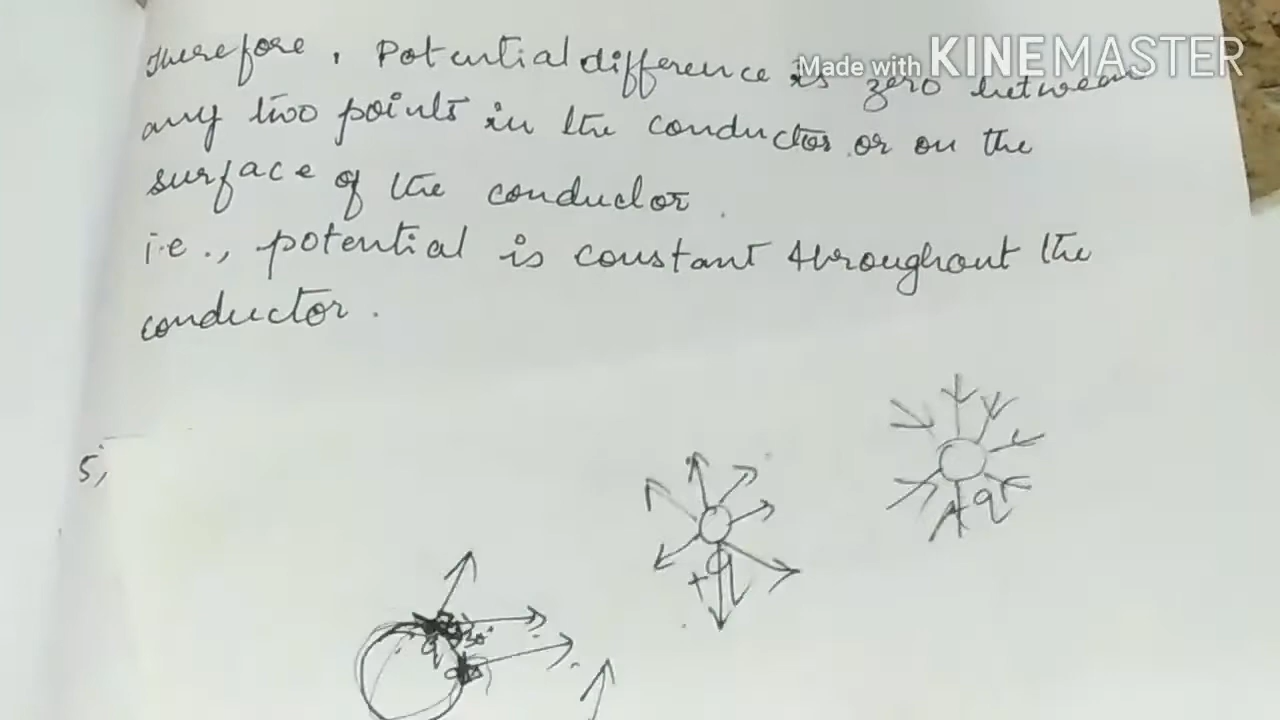 Therefore, Potential difference is zero between
Made with KINEMASTER
any two points in the conductor or on the
surface of the conductor.
i.e., potential is constant throughout the
conductor.
5,
+q
q
q